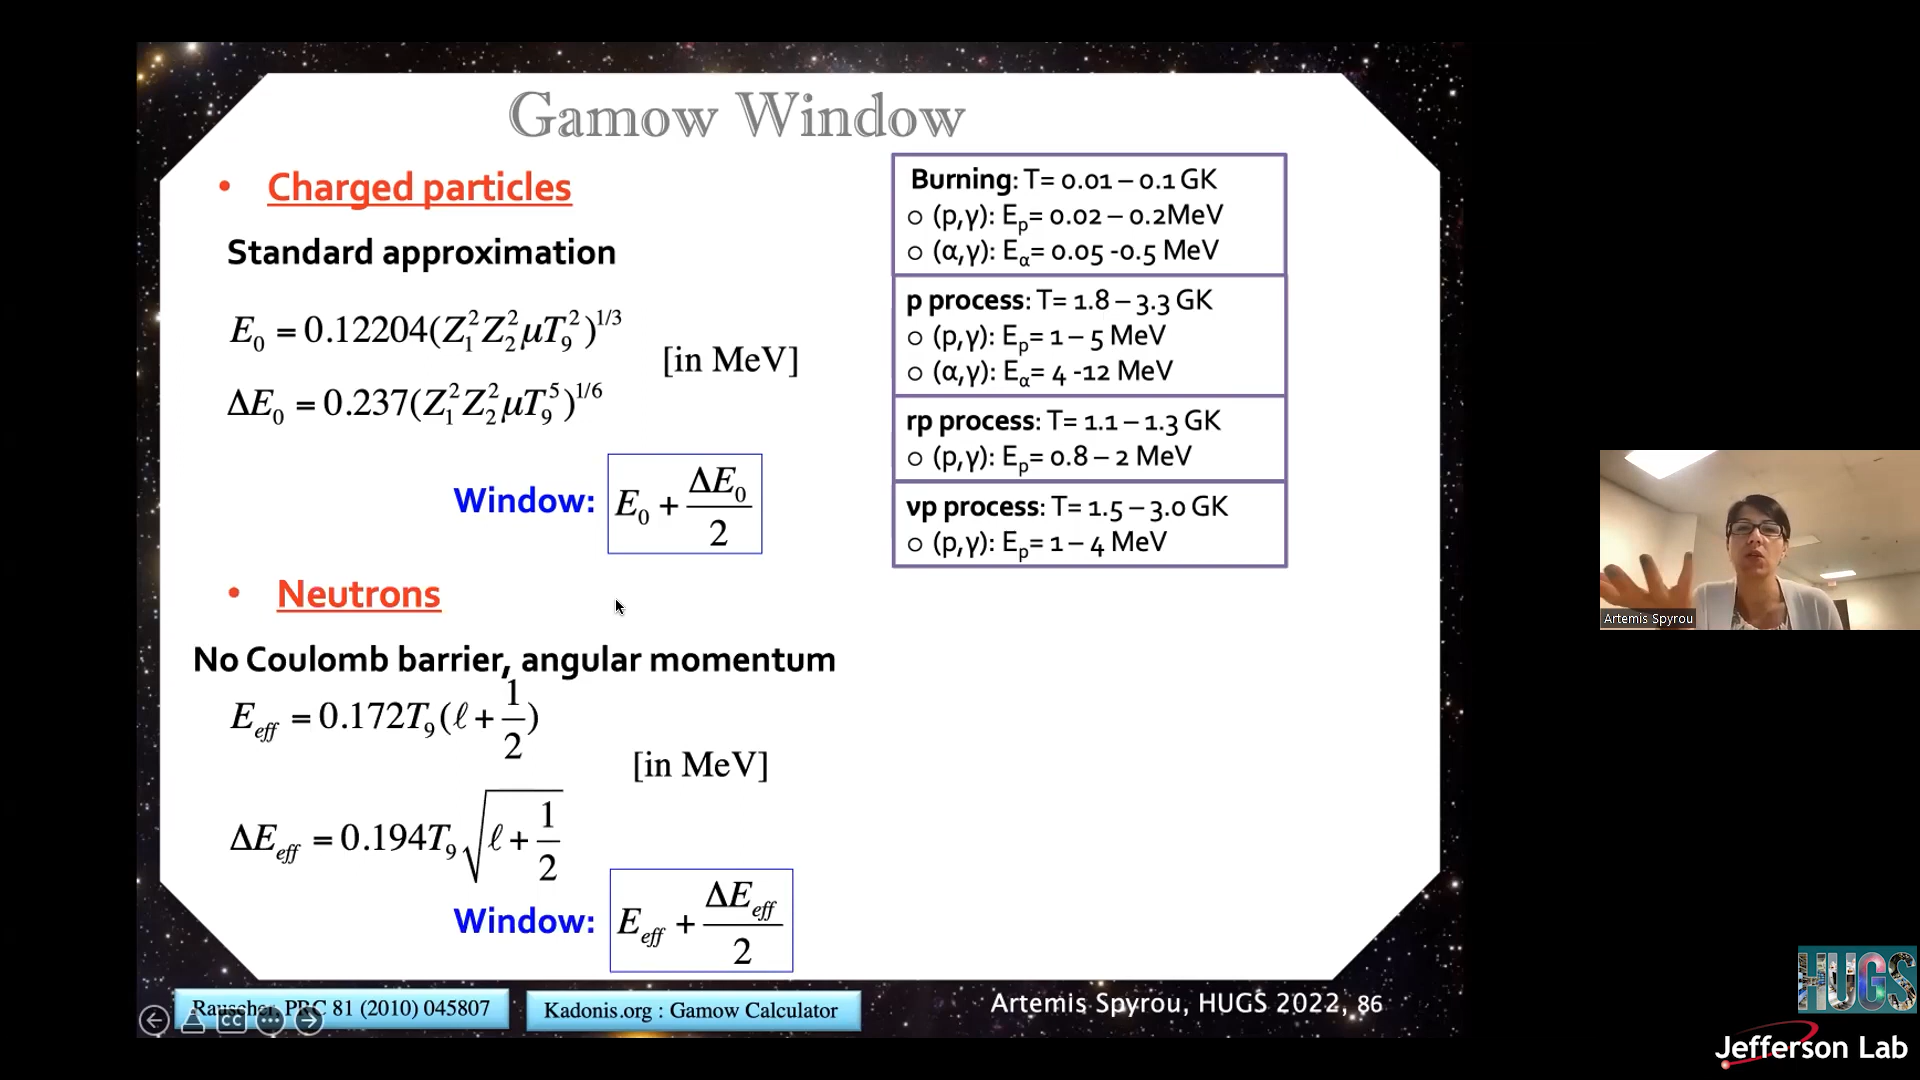 Gamow Window
• Charged particles
Standard approximation
E₀ = 0.12204(Z₁²Z₂²μT₉²)^1/3
[in MeV]
ΔE₀ = 0.237(Z₁²Z₂²μT₉⁵)^1/6
Window: E₀ + ΔE₀/2
• Neutrons
No Coulomb barrier, angular momentum
E_eff = 0.172T₉(ℓ + 1/2)
[in MeV]
ΔE_eff = 0.194T₉√(ℓ + 1/2)
Window: E_eff + ΔE_eff/2
Burning: T= 0.01 – 0.1 GK
○ (p,γ): Eₚ= 0.02 – 0.2MeV
○ (α,γ): E_α= 0.05 -0.5 MeV
p process: T= 1.8 – 3.3 GK
○ (p,γ): Eₚ= 1 – 5 MeV
○ (α,γ): E_α= 4 -12 MeV
rp process: T= 1.1 – 1.3 GK
○ (p,γ): Eₚ= 0.8 – 2 MeV
νp process: T= 1.5 – 3.0 GK
○ (p,γ): Eₚ= 1 – 4 MeV
Rauscher, PRC 81 (2010) 045807
CC
Kadonis.org : Gamow Calculator
Artemis Spyrou, HUGS 2022, 86
Artemis Spyrou
HUGS
Jefferson Lab